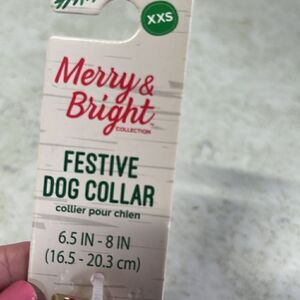 XXS
Merry &
Bright
COLLECTION
FESTIVE
DOG COLLAR
collier pour chien
6.5 IN - 8 IN
(16.5 - 20.3 cm)